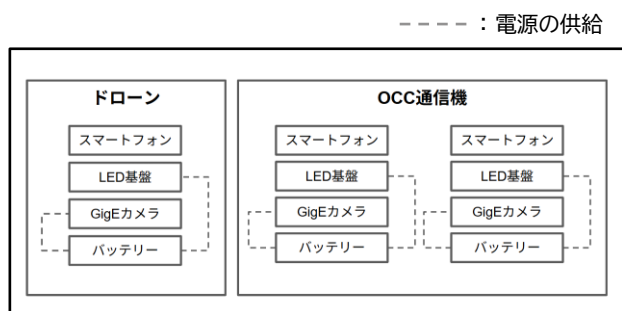 ----：電源の供給
ドローン
スマートフォン
LED基盤
GigEカメラ
バッテリー
OCC通信機
スマートフォン
LED基盤
GigEカメラ
バッテリー
スマートフォン
LED基盤
GigEカメラ
バッテリー